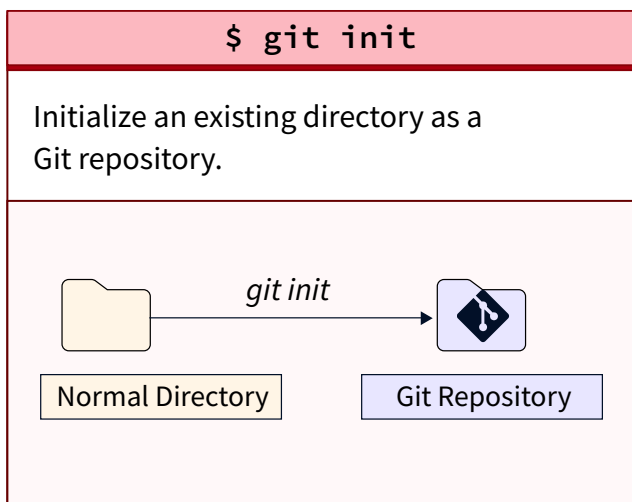 $ git init
Initialize an existing directory as a
Git repository.
git init
Normal Directory
Git Repository